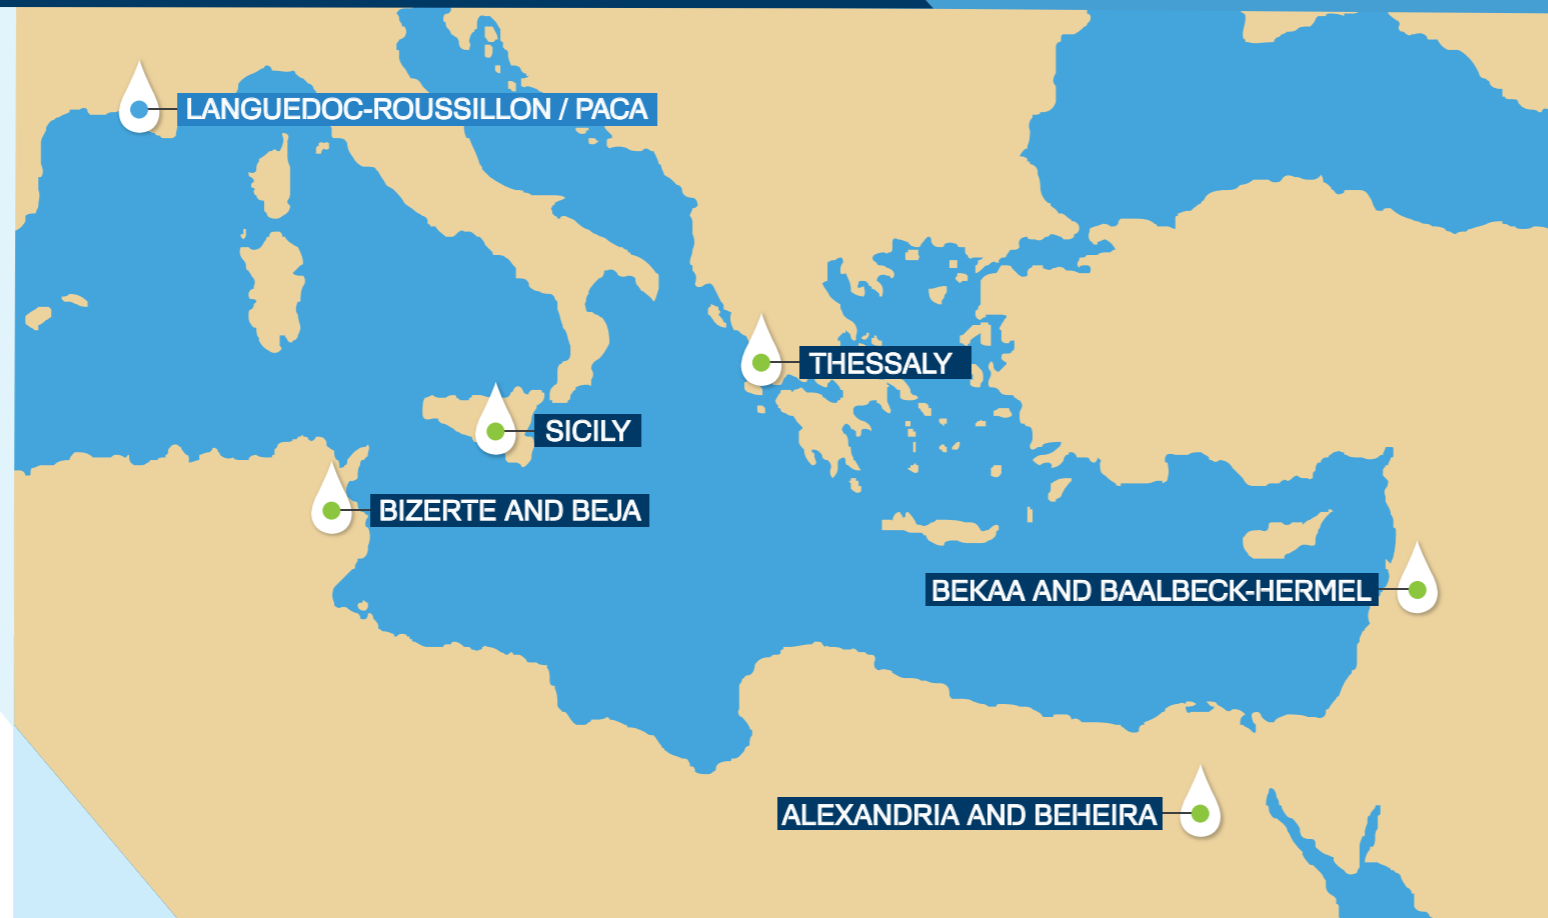 LANGUEDOC-ROUSSILLON / PACA
THESSALY
SICILY
BIZERTE AND BEJA
BEKAA AND BAALBECK-HERMEL
ALEXANDRIA AND BEHEIRA